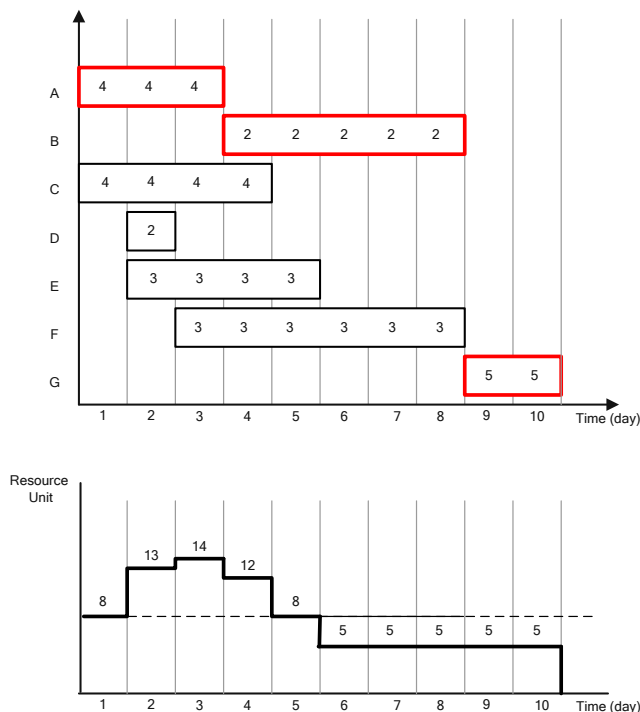 A 4 4 4
B 2 2 2 2 2
C 4 4 4 4
D 2
E 3 3 3 3
F 3 3 3 3 3 3
G 5 5
1 2 3 4 5 6 7 8 9 10 Time (day)
Resource
Unit
14
13
12
8 8
5 5 5 5 5
1 2 3 4 5 6 7 8 9 10 Time (day)